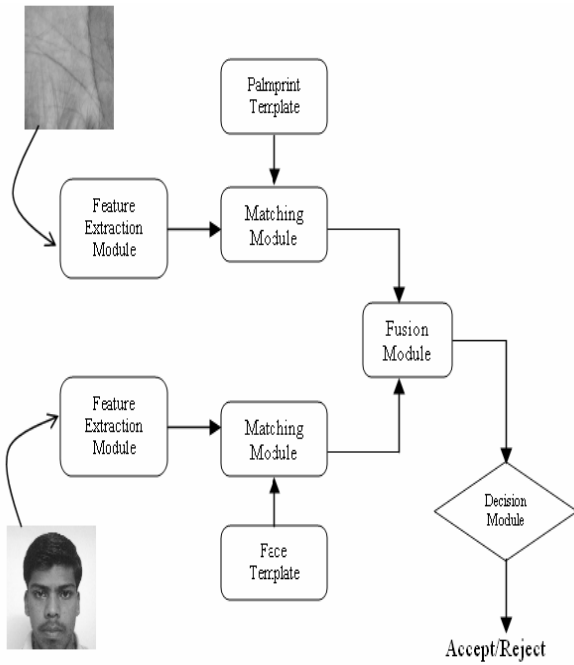 Palmprint
Template
Feature
Extraction
Module
Matching
Module
Fusion
Module
Feature
Extraction
Module
Matching
Module
Decision
Module
Face
Template
Accept/Reject